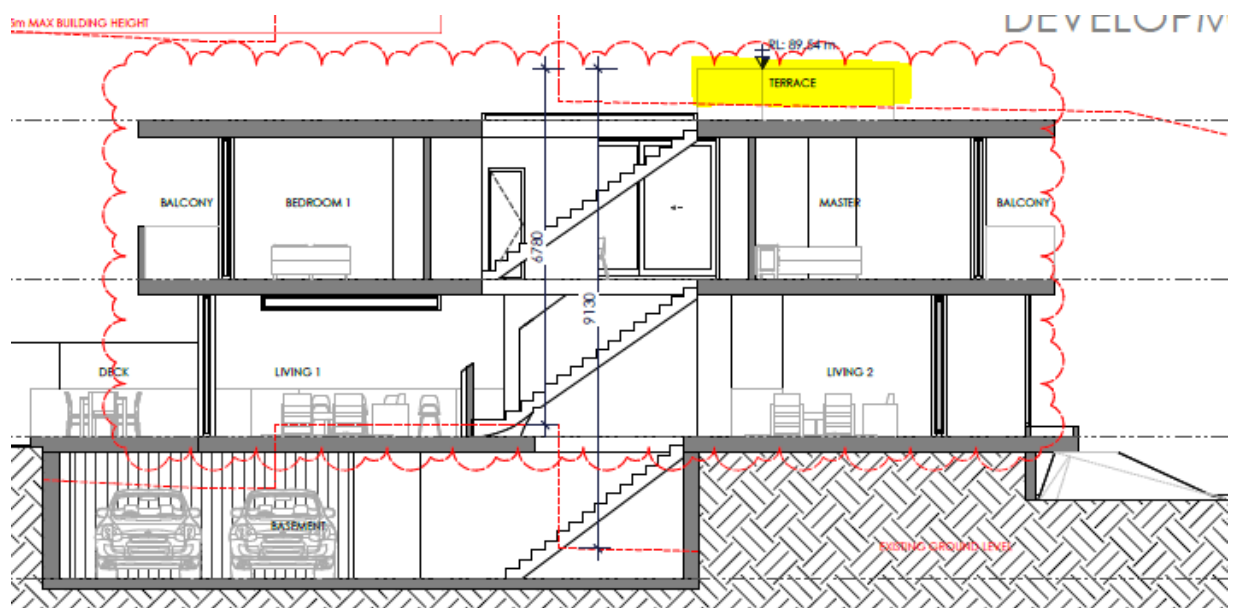 5m MAX BUILDING HEIGHT
DEVELOPM
RL: 89.54 m
TERRACE
BALCONY
BEDROOM 1
MASTER
BALCONY
6780
9130
DECK
LIVING 1
LIVING 2
BASEMENT
EXISTING GROUND LEVEL